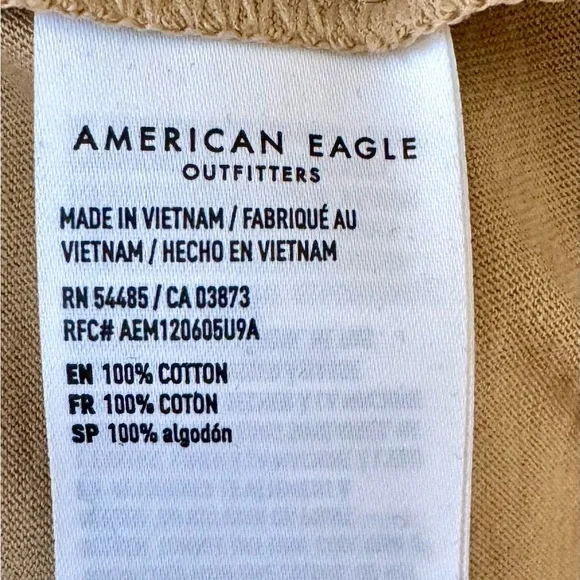 AMERICAN EAGLE
OUTFITTERS
MADE IN VIETNAM / FABRIQUÉ AU
VIETNAM / HECHO EN VIETNAM
RN 54485 / CA 03873
RFC# AEM120605U9A
EN 100% COTTON
FR 100% COTON
SP 100% algodón